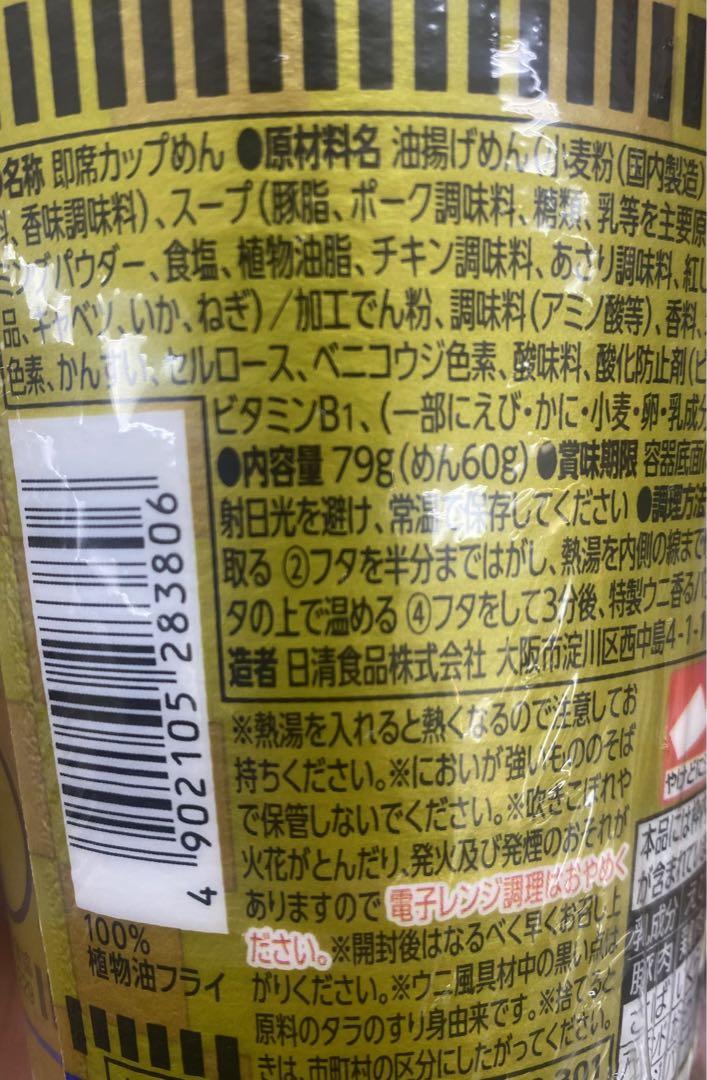 名称 即席カップめん ●原材料名 油揚げめん(小麦粉(国内製造)
、香味調味料)、スープ(豚脂、ポーク調味料、糖類、乳等を主要原
パウダー、食塩、植物油脂、チキン調味料、あさり調味料、紅
品、キャベツ、いか、ねぎ)/加工でん粉、調味料(アミノ酸等)、香料、
色素、かんすい、セルロース、ベニコウジ色素、酸味料、酸化防止剤(ビ
ビタミンB1、(一部にえび・かに・小麦・卵・乳成分
●内容量 79g(めん60g) ●賞味期限 容器底面
射日光を避け、常温で保存してください ●調理方法
取る ②フタを半分まではがし、熱湯を内側の線まで
タの上で温める ④フタをして3分後、特製ウニ香る
造者 日清食品株式会社 大阪市淀川区西中島4-1-1
4 902105 283806
※熱湯を入れると熱くなるので注意してお
持ちください。※においが強いもののそば
で保管しないでください。※吹きこぼれや
火花がとんだり、発火及び発煙のおそれが
ありますので 電子レンジ調理はおやめく
ださい。※開封後はなるべく早くお召し上
がりください。※ウニ風具材中の黒い点は
原料のタラのすり身由来です。※捨てると
きは、市町村の区分にしたがってください。
100%
植物油フライ
やけどに
本品には
が含まれて
乳成分
豚肉